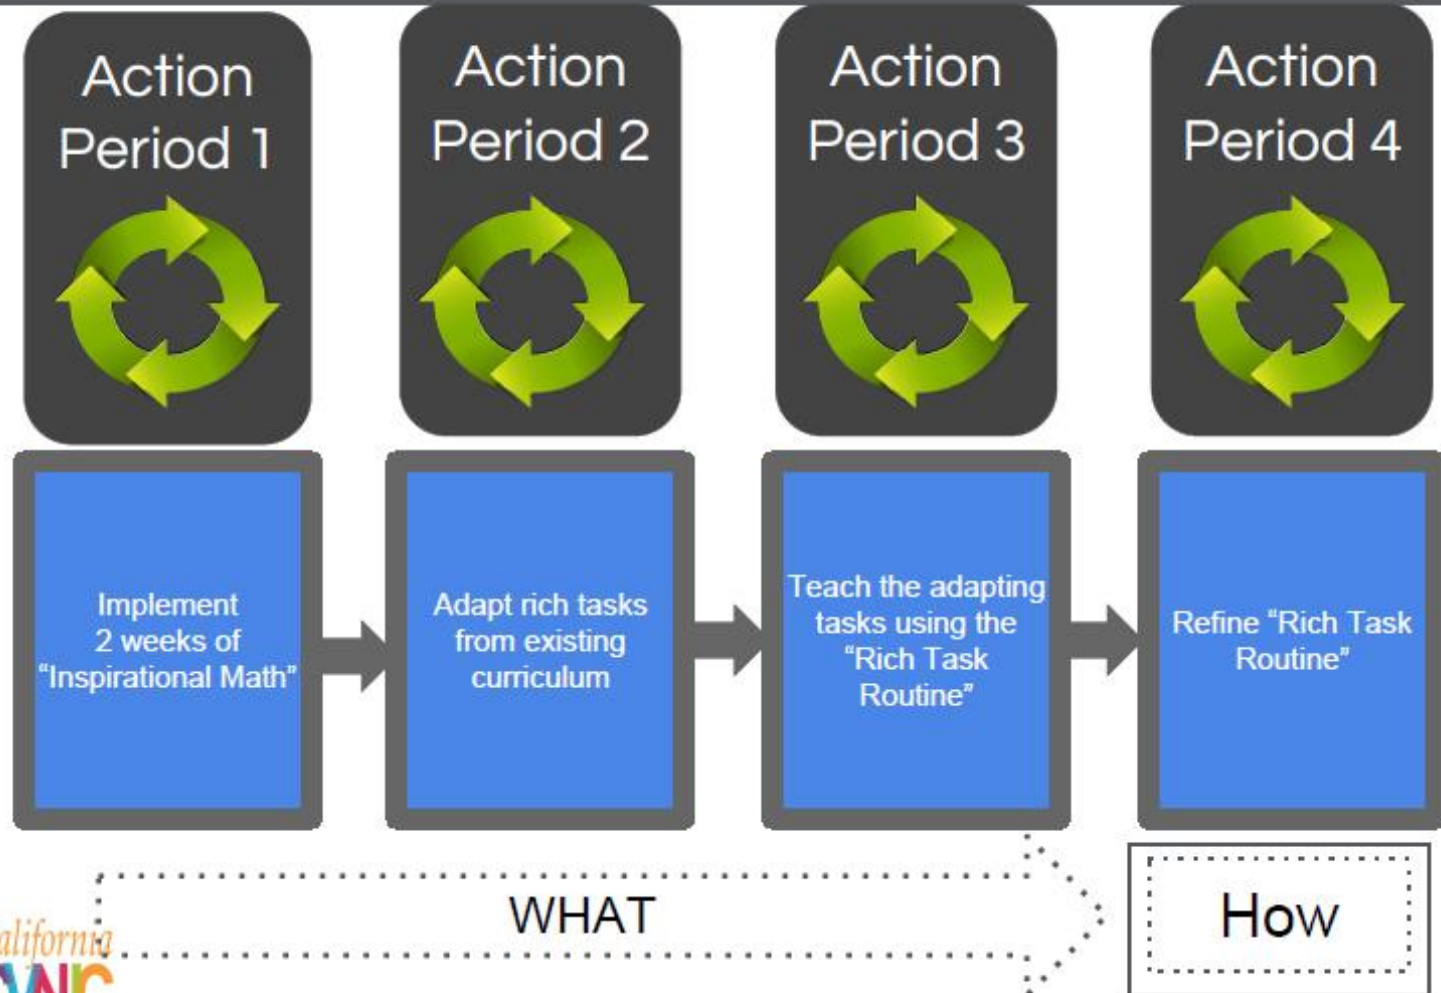 Action
Period 1
Action
Period 2
Action
Period 3
Action
Period 4
Implement
2 weeks of
“Inspirational Math”
Adapt rich tasks
from existing
curriculum
Teach the adapting
tasks using the
“Rich Task
Routine”
Refine “Rich Task
Routine”
WHAT
How
alifornia